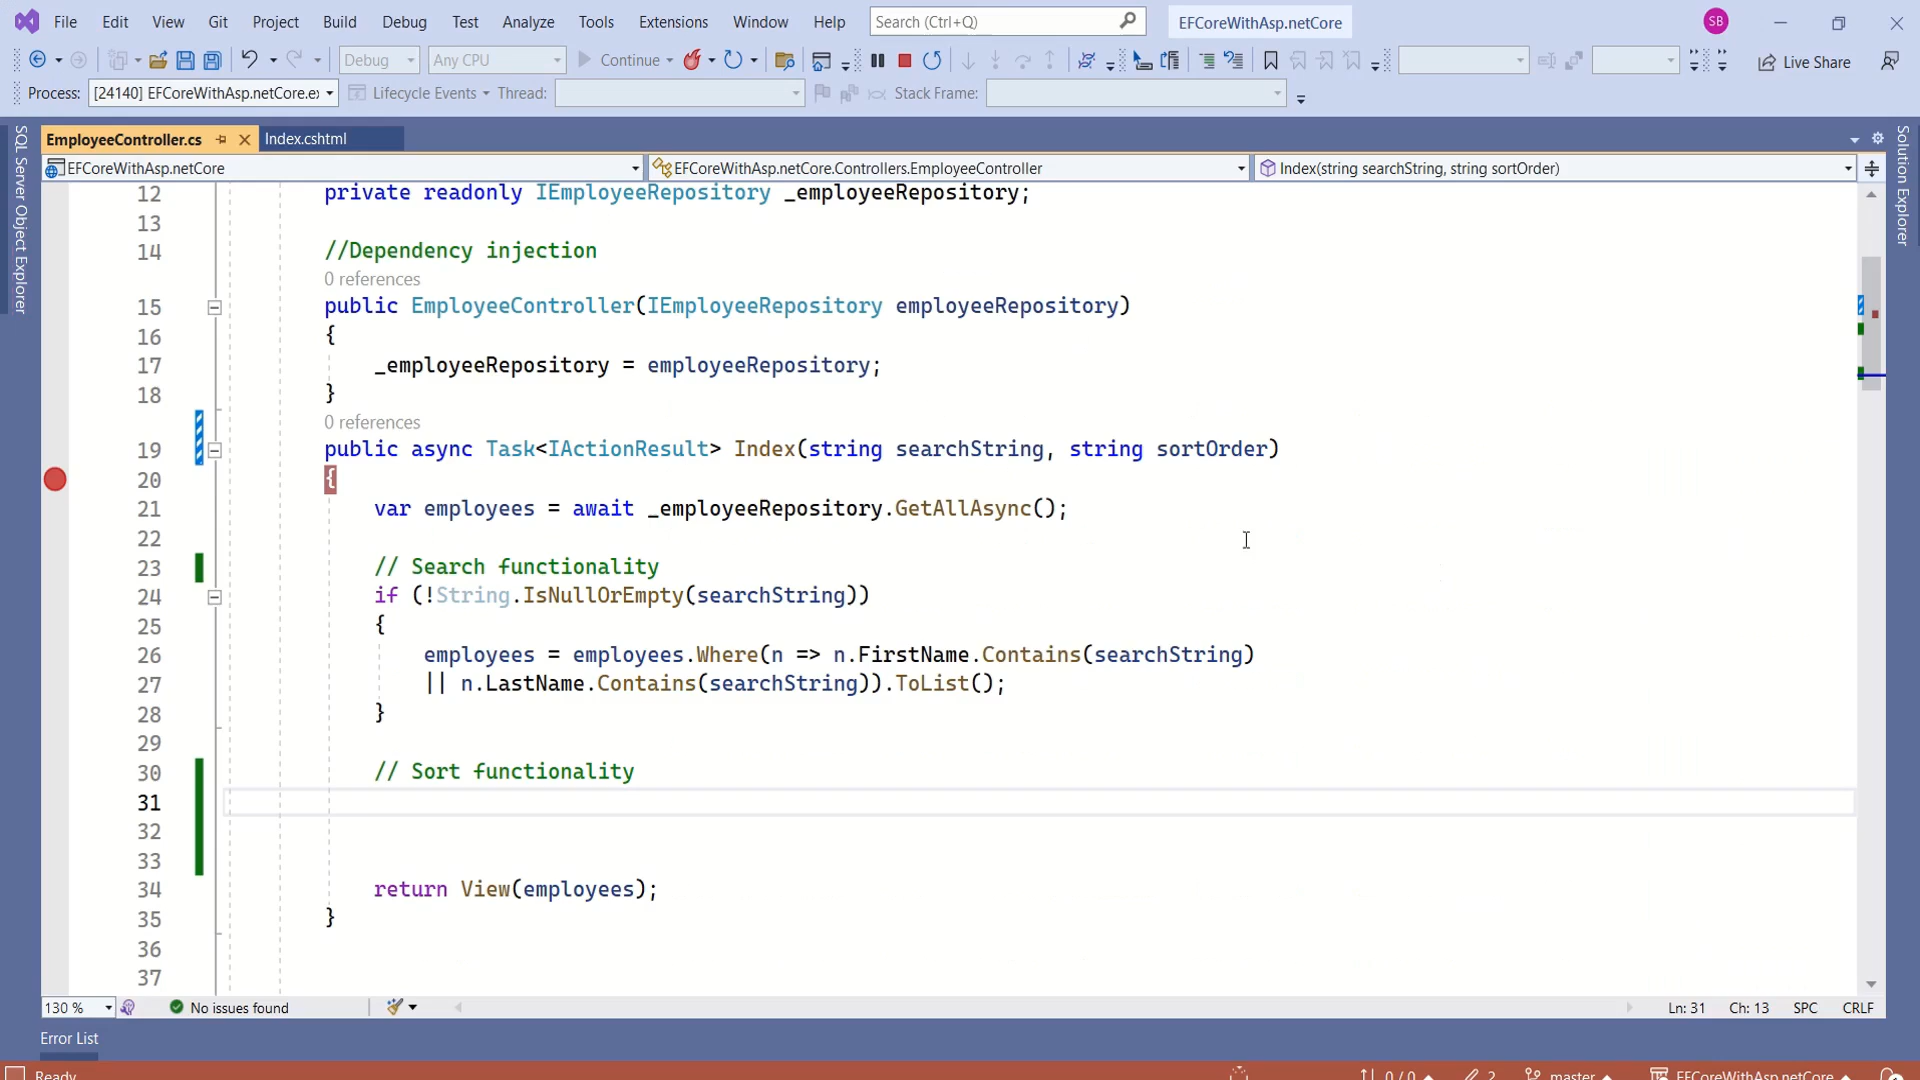 File Edit View Git Project Build Debug Test Analyze Tools Extensions Window Help Search (Ctrl+Q) EFCoreWithAsp.netCore SB
Debug Any CPU Continue Live Share
Process: [24140] EFCoreWithAsp.netCore.ex Lifecycle Events Thread: Stack Frame:
SQL Server Object Explorer
EmployeeController.cs Index.cshtml
Solution Explorer
EFCoreWithAsp.netCore EFCoreWithAsp.netCore.Controllers.EmployeeController Index(string searchString, string sortOrder)
12 private readonly IEmployeeRepository _employeeRepository;
13
14 //Dependency injection
0 references
15 public EmployeeController(IEmployeeRepository employeeRepository)
16 {
17 _employeeRepository = employeeRepository;
18 }
0 references
19 public async Task<IActionResult> Index(string searchString, string sortOrder)
20 {
21 var employees = await _employeeRepository.GetAllAsync();
22
23 // Search functionality
24 if (!String.IsNullOrEmpty(searchString))
25 {
26 employees = employees.Where(n => n.FirstName.Contains(searchString)
27 || n.LastName.Contains(searchString)).ToList();
28 }
29
30 // Sort functionality
31
32
33
34 return View(employees);
35 }
36
37
130 % No issues found Ln: 31 Ch: 13 SPC CRLF
Error List
Ready 0 / 0 2 master EFCoreWithAsp.netCore